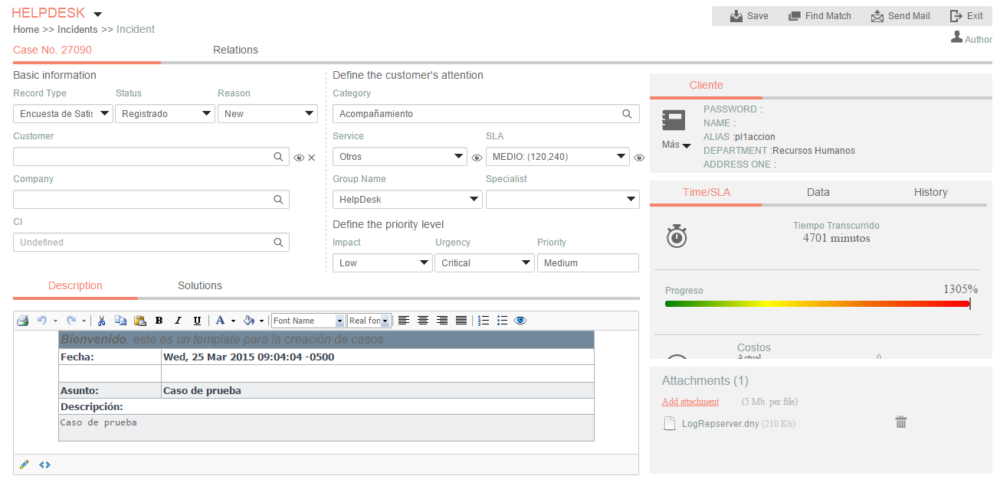 HELPDESK
Save Find Match Send Mail Exit
Home >> Incidents >> Incident
Author
Case No. 27090 Relations
Basic information
Record Type Status Reason
Encuesta de Satis Registrado New
Customer
Company
CI
Undefined
Define the customer's attention
Category
Acompañamiento
Service SLA
Otros MEDIO: (120,240)
Group Name Specialist
HelpDesk
Define the priority level
Impact Urgency Priority
Low Critical Medium
Cliente
Más
PASSWORD :
NAME :
ALIAS :pl1accion
DEPARTMENT :Recursos Humanos
ADDRESS ONE :
Time/SLA Data History
Tiempo Transcurrido
4701 minutos
Progreso 1305%
Costos
Actual 0
Description Solutions
B I U A Font Name Real fon
Bienvenido, este es un template para la creación de casos.
Fecha: Wed, 25 Mar 2015 09:04:04 -0500
Asunto: Caso de prueba
Descripción:
Caso de prueba
Attachments (1)
Add attachment (5 Mb. per file)
LogRepserver.dny (210 Kb)